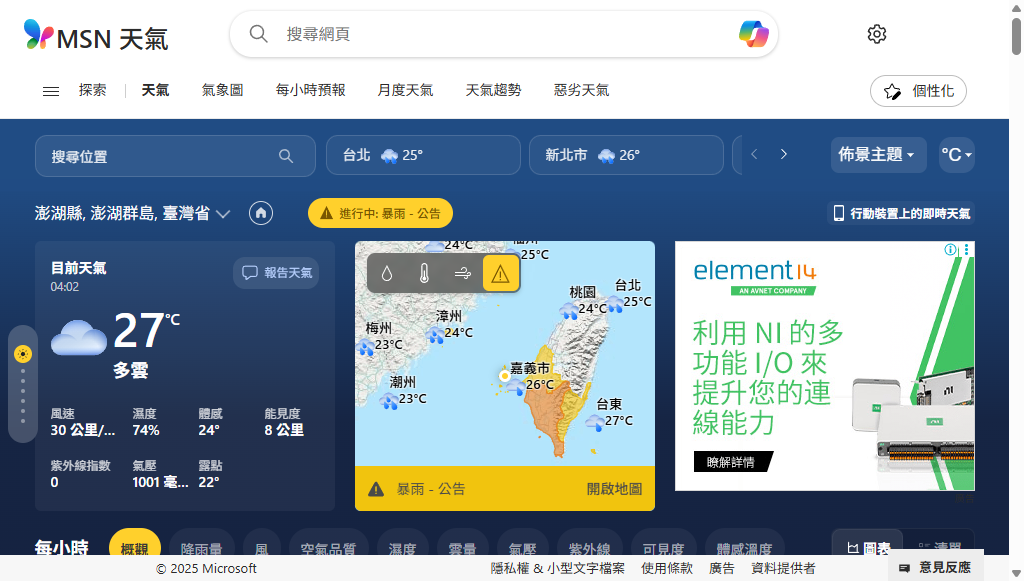 MSN 天氣
搜尋網頁
探索
天氣
氣象圖
每小時預報
月度天氣
天氣趨勢
惡劣天氣
個性化
搜尋位置
台北 25°
新北市 26°
佈景主題
°C
澎湖縣, 澎湖群島, 臺灣省
進行中: 暴雨 - 公告
行動裝置上的即時天氣
目前天氣
04:02
報告天氣
27°C
多雲
風速
30 公里/...
濕度
74%
體感
24°
能見度
8 公里
紫外線指數
0
氣壓
1001 毫...
露點
22°
24°C
25°C
台北
25°C
桃園
24°C
漳州
24°C
梅州
23°C
嘉義市
26°C
潮州
23°C
台東
27°C
暴雨 - 公告
開啟地圖
element14
AN AVNET COMPANY
利用 NI 的多
功能 I/O 來
提升您的連
線能力
瞭解詳情
每小時
概觀
降雨量
風
空氣品質
濕度
雲量
氣壓
紫外線
可見度
體感溫度
圖表
清單
© 2025 Microsoft
隱私權 & 小型文字檔案
使用條款
廣告
資料提供者
意見反應